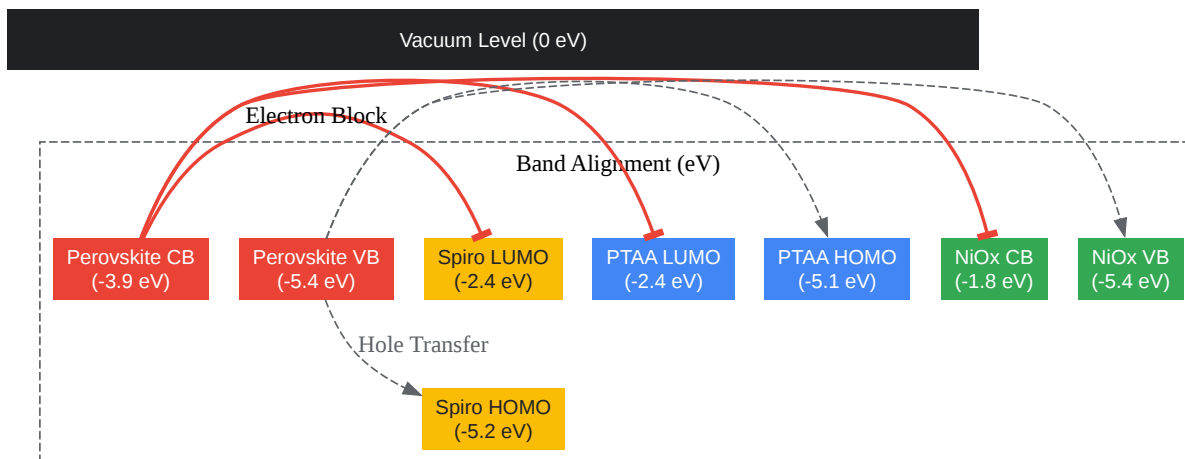 Vacuum Level (0 eV)
Electron Block
Band Alignment (eV)
Perovskite CB
(-3.9 eV)
Perovskite VB
(-5.4 eV)
Spiro LUMO
(-2.4 eV)
PTAA LUMO
(-2.4 eV)
PTAA HOMO
(-5.1 eV)
NiOx CB
(-1.8 eV)
NiOx VB
(-5.4 eV)
Hole Transfer
Spiro HOMO
(-5.2 eV)